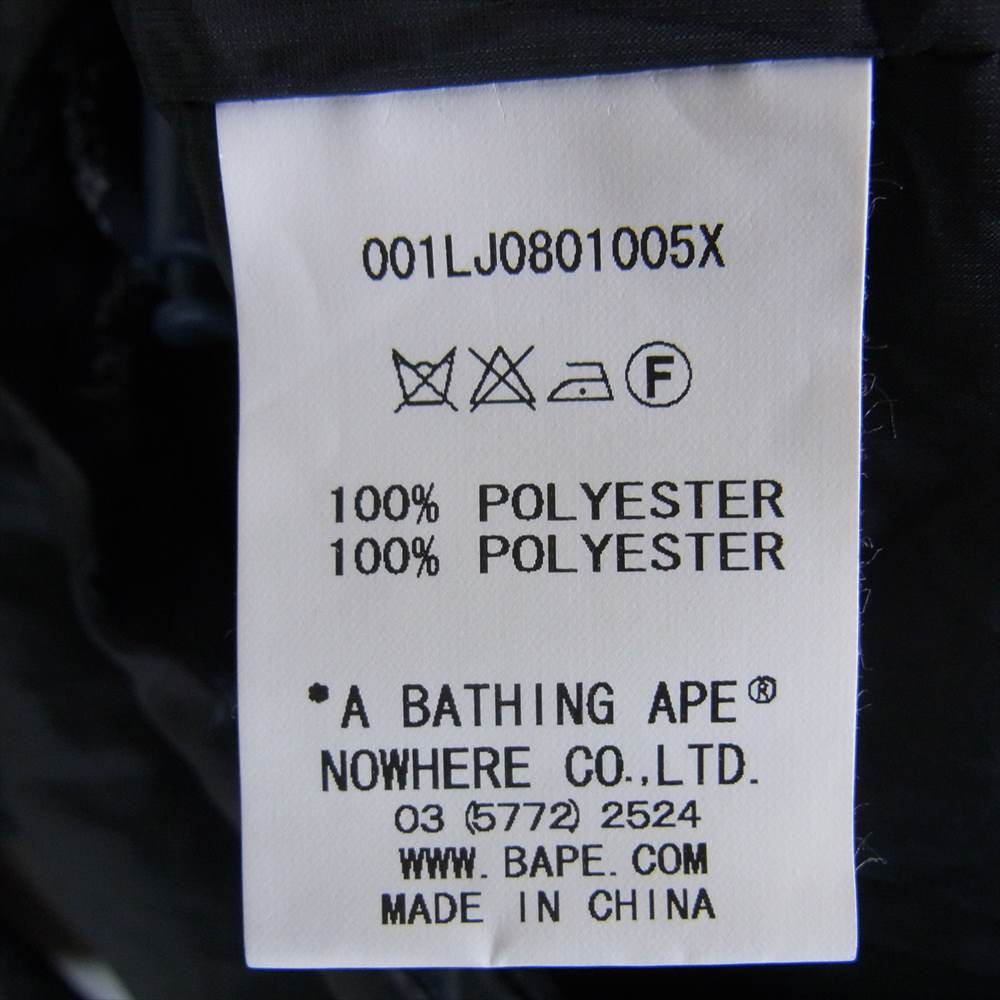 001LJ0801005X
F
100% POLYESTER
100% POLYESTER
*A BATHING APE®
NOWHERE CO.,LTD.
03 (5772) 2524
WWW. BAPE. COM
MADE IN CHINA